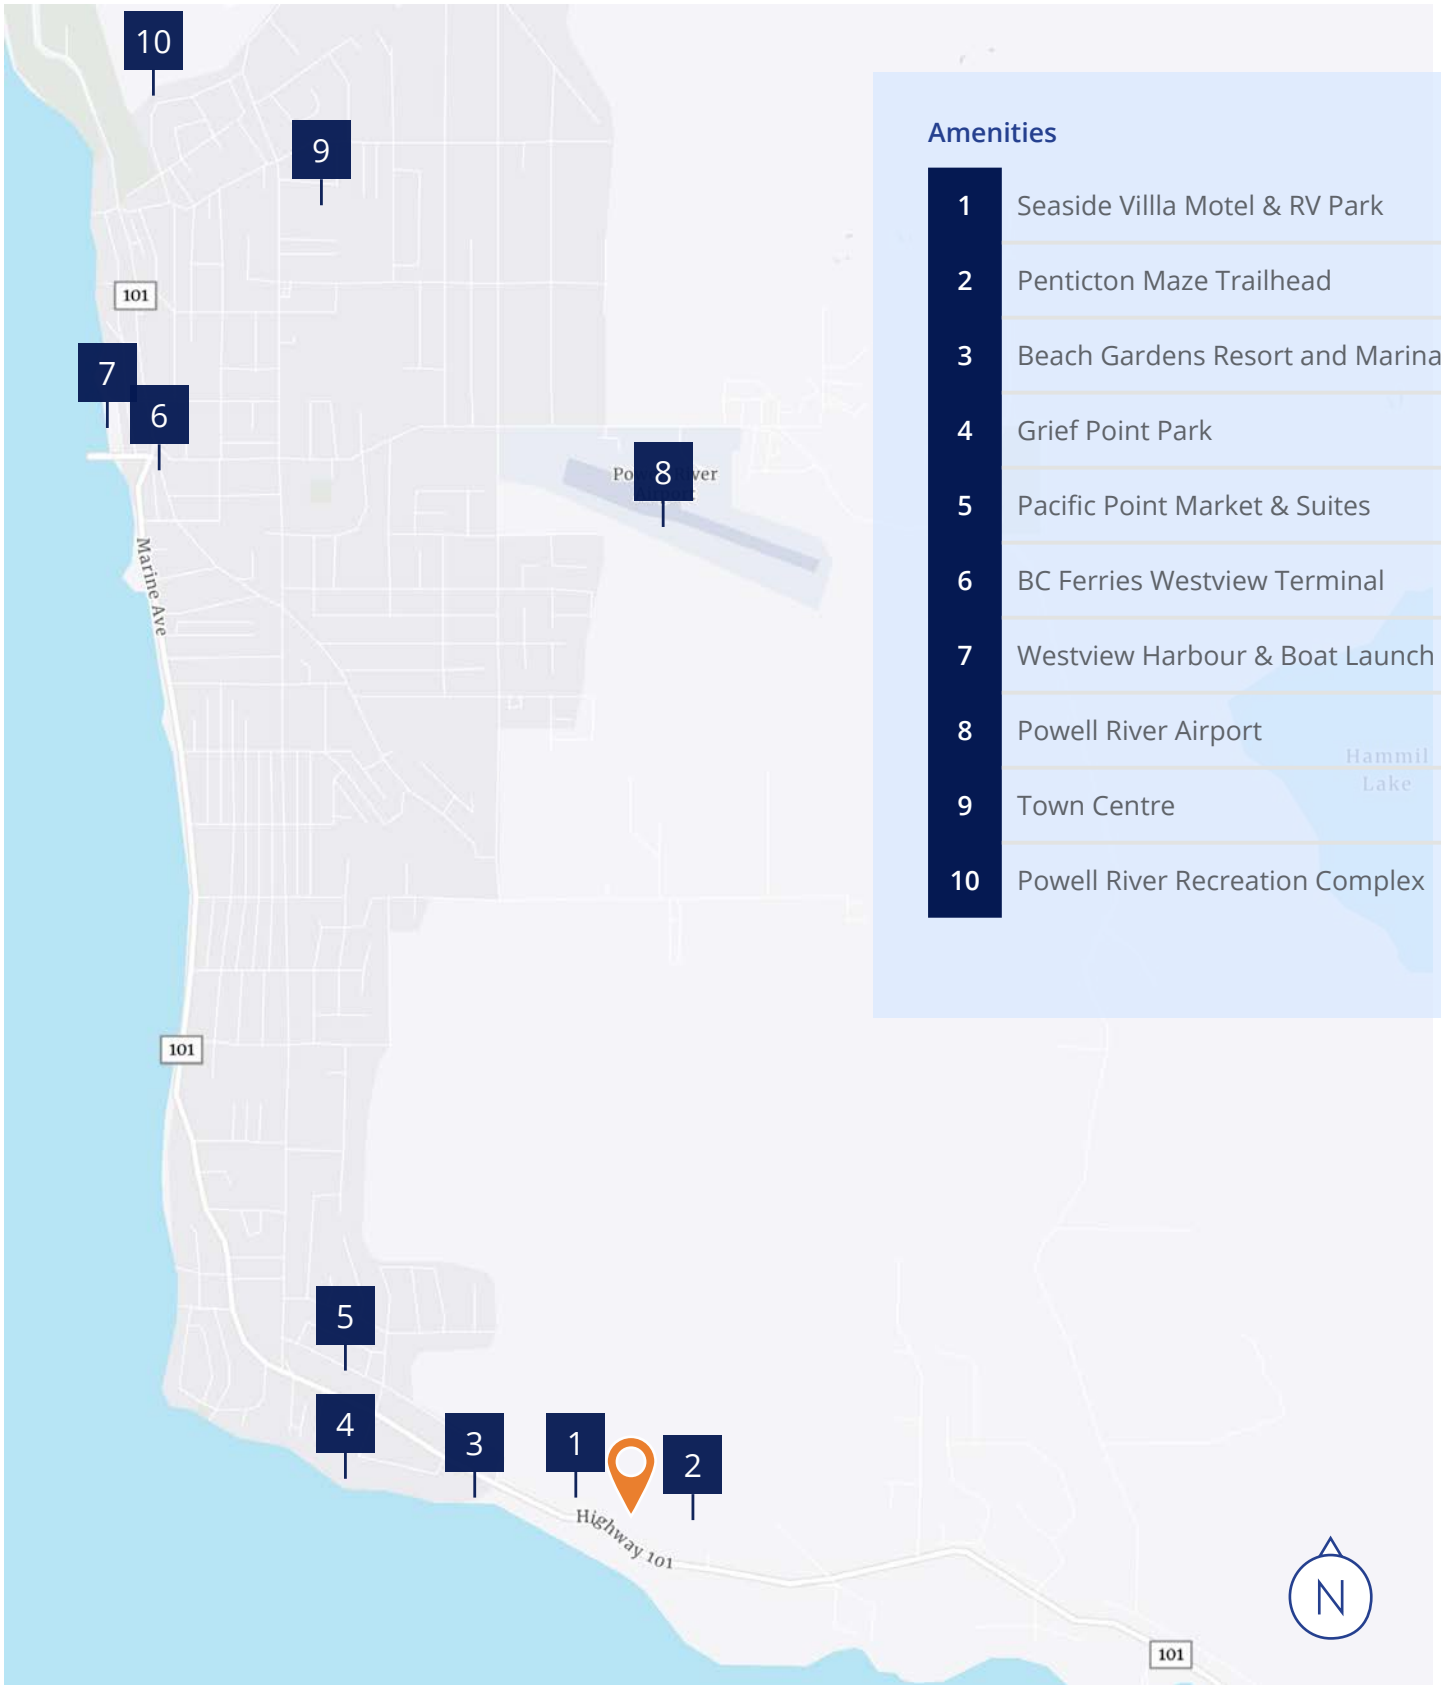 10
9
Amenities
1 Seaside Villla Motel & RV Park
2 Penticton Maze Trailhead
3 Beach Gardens Resort and Marina
4 Grief Point Park
5 Pacific Point Market & Suites
6 BC Ferries Westview Terminal
7 Westview Harbour & Boat Launch
8 Powell River Airport
9 Town Centre
10 Powell River Recreation Complex
Hammil
Lake
101
7
6
8
Powell River
Airport
Marine Ave
101
5
4
3
1
2
Highway 101
N
101